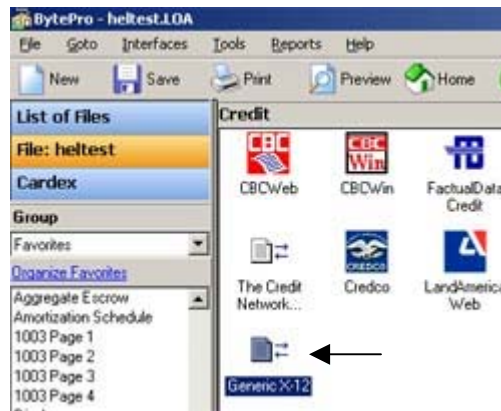 BytePro - heltest.LOA
File Goto Interfaces Tools Reports Help
New Save Print Preview Home
List of Files
File: heltest
Cardex
Group
Favorites
Organize Favorites
Aggregate Escrow
Amortization Schedule
1003 Page 1
1003 Page 2
1003 Page 3
1003 Page 4
Credit
CBC
CBC Win
CBCWeb CBCWin FactualData Credit
CREDCO
The Credit Network... Credco LandAmerica Web
Generic X-12